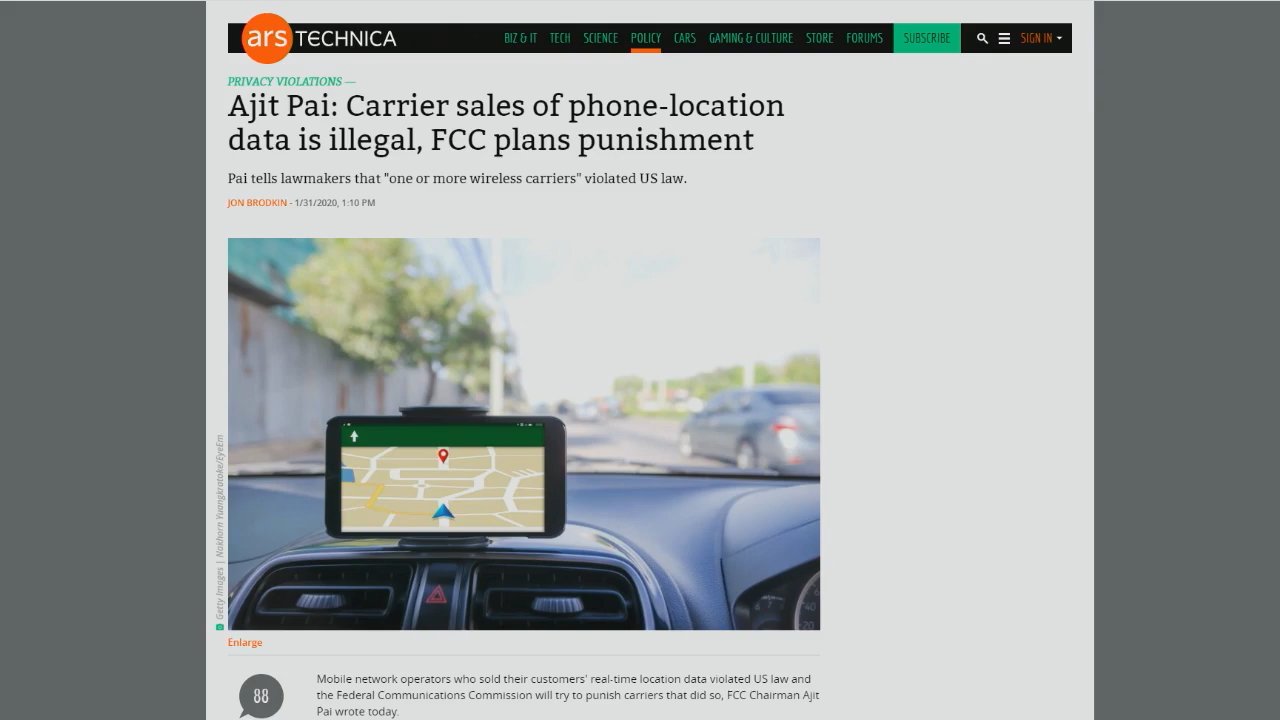 ars TECHNICA
BIZ & IT TECH SCIENCE POLICY CARS GAMING & CULTURE STORE FORUMS SUBSCRIBE SIGN IN
PRIVACY VIOLATIONS —
Ajit Pai: Carrier sales of phone-location
data is illegal, FCC plans punishment
Pai tells lawmakers that "one or more wireless carriers" violated US law.
JON BRODKIN - 1/31/2020, 1:10 PM
Getty Images | Nakhorn Yuangkratoke/EyeEm
Enlarge
88
Mobile network operators who sold their customers' real-time location data violated US law and
the Federal Communications Commission will try to punish carriers that did so, FCC Chairman Ajit
Pai wrote today.